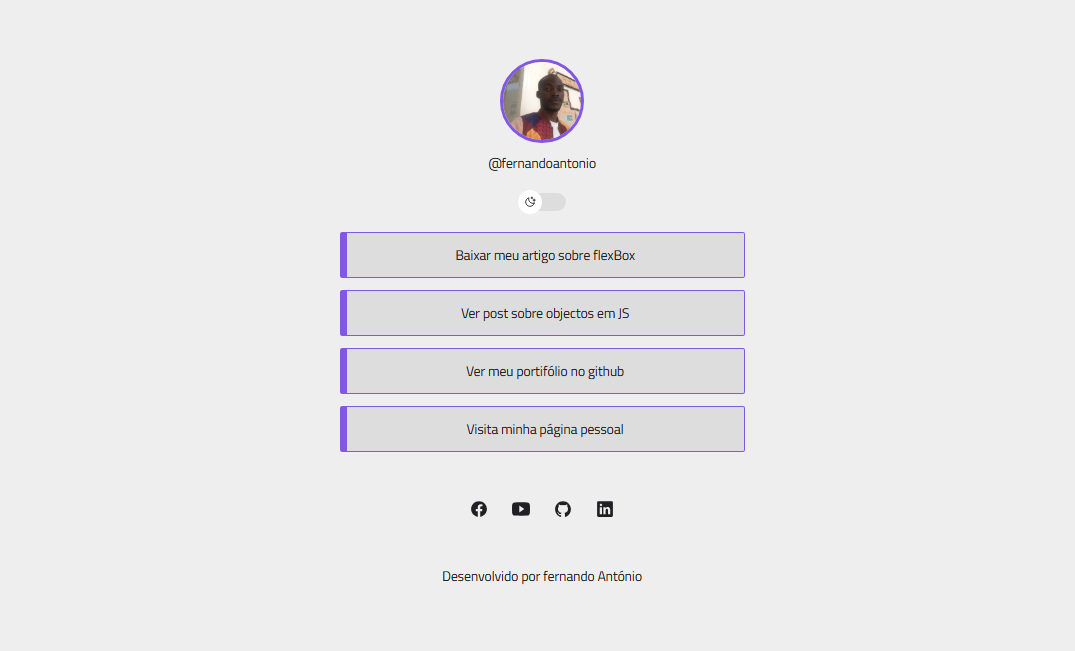 @fernandoantonio
Baixar meu artigo sobre flexBox
Ver post sobre objectos em JS
Ver meu portifólio no github
Visita minha página pessoal
in
Desenvolvido por fernando António